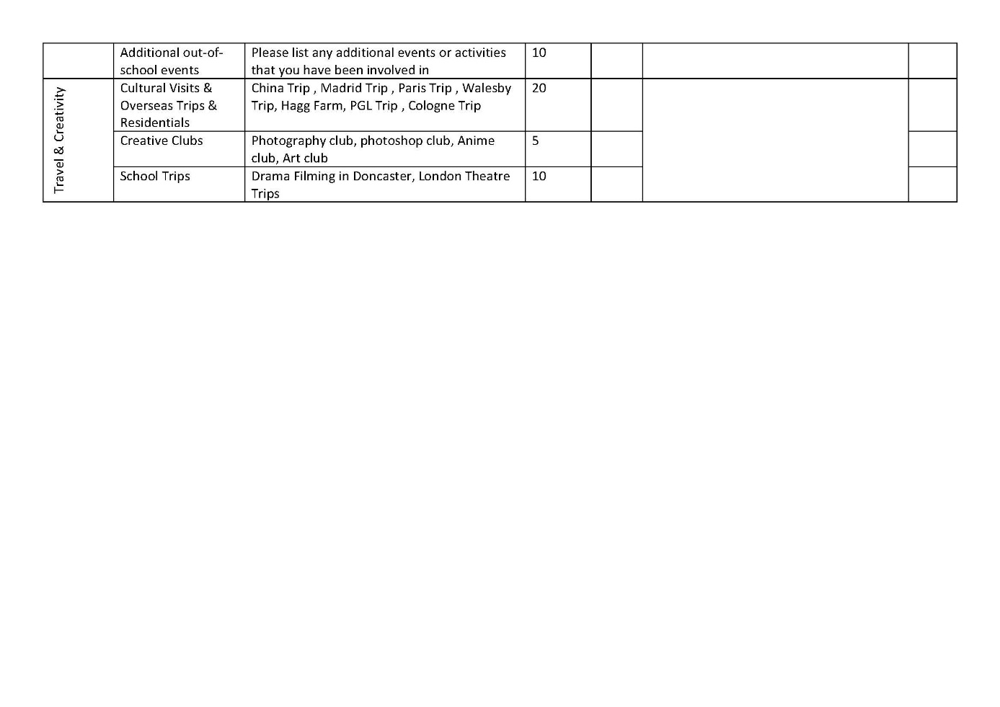 Additional out-of-
school events
Please list any additional events or activities
that you have been involved in
10
Travel & Creativity
Cultural Visits &
Overseas Trips &
Residentials
China Trip , Madrid Trip , Paris Trip , Walesby
Trip, Hagg Farm, PGL Trip , Cologne Trip
20
Creative Clubs
Photography club, photoshop club, Anime
club, Art club
5
School Trips
Drama Filming in Doncaster, London Theatre
Trips
10